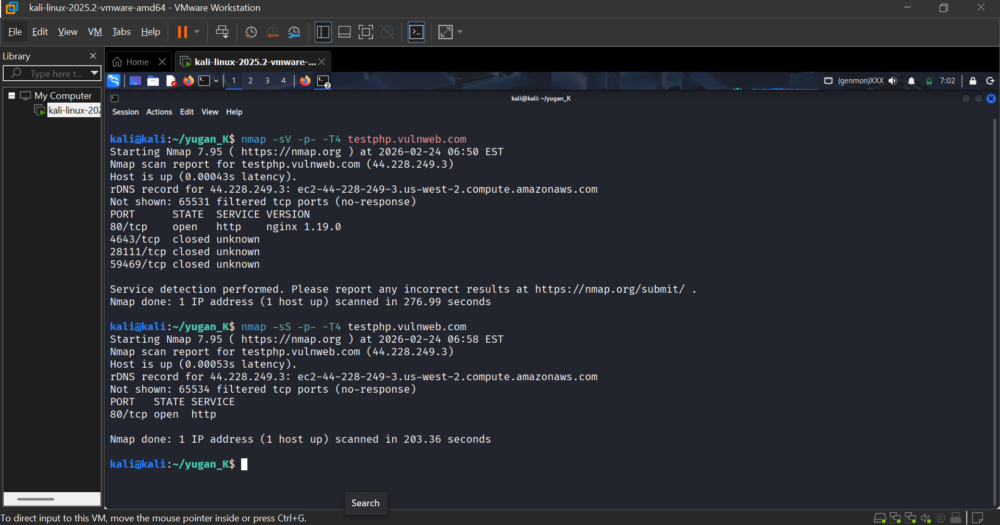 kali-linux-2025.2-vmware-amd64 - VMware Workstation
File Edit View VM Tabs Help
Library
Home kali-linux-2025.2-vmware-...
Type here t...
1 2 3 4 2 (genmon)XXX 7:02
My Computer
kali-linux-202
kali@kali: ~/yugan_K
Session Actions Edit View Help
kali@kali:~/yugan_K$ nmap -sV -p- -T4 testphp.vulnweb.com
Starting Nmap 7.95 ( https://nmap.org ) at 2026-02-24 06:50 EST
Nmap scan report for testphp.vulnweb.com (44.228.249.3)
Host is up (0.00043s latency).
rDNS record for 44.228.249.3: ec2-44-228-249-3.us-west-2.compute.amazonaws.com
Not shown: 65531 filtered tcp ports (no-response)
PORT      STATE  SERVICE VERSION
80/tcp    open   http    nginx 1.19.0
4643/tcp  closed unknown
28111/tcp closed unknown
59469/tcp closed unknown
Service detection performed. Please report any incorrect results at https://nmap.org/submit/ .
Nmap done: 1 IP address (1 host up) scanned in 276.99 seconds
kali@kali:~/yugan_K$ nmap -sS -p- -T4 testphp.vulnweb.com
Starting Nmap 7.95 ( https://nmap.org ) at 2026-02-24 06:58 EST
Nmap scan report for testphp.vulnweb.com (44.228.249.3)
Host is up (0.00053s latency).
rDNS record for 44.228.249.3: ec2-44-228-249-3.us-west-2.compute.amazonaws.com
Not shown: 65534 filtered tcp ports (no-response)
PORT   STATE SERVICE
80/tcp open  http
Nmap done: 1 IP address (1 host up) scanned in 203.36 seconds
kali@kali:~/yugan_K$
Search
To direct input to this VM, move the mouse pointer inside or press Ctrl+G.